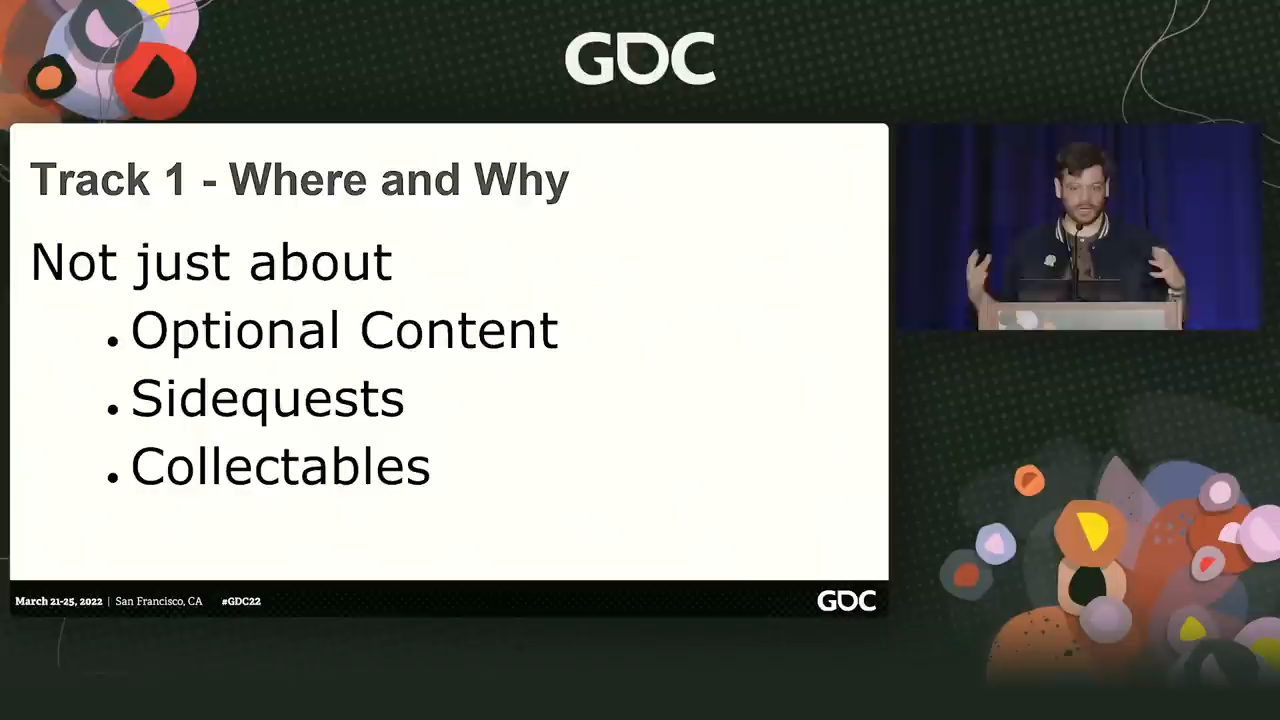 GDC
Track 1 - Where and Why
Not just about
. Optional Content
. Sidequests
. Collectables
March 21-25, 2022 | San Francisco, CA #GDC22
GDC